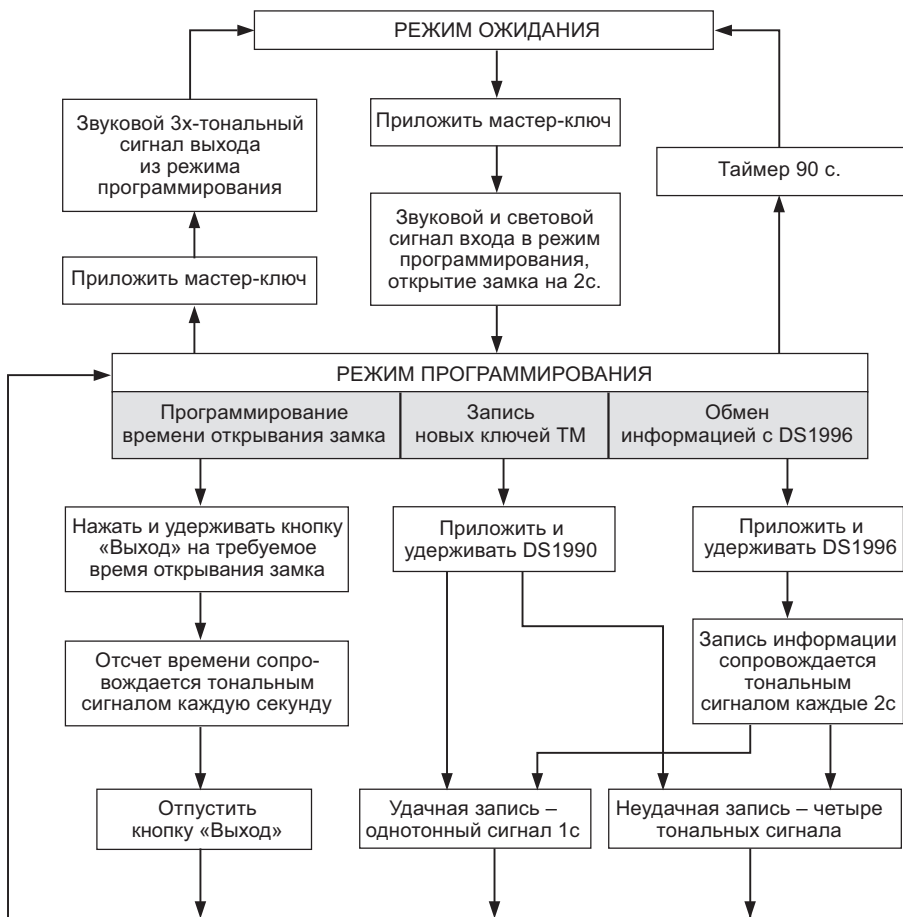 РЕЖИМ ОЖИДАНИЯ
Звуковой 3х-тональный
сигнал выхода
из режима
программирования
Приложить мастер-ключ
Таймер 90 с.
Звуковой и световой
сигнал входа в режим
программирования,
открытие замка на 2с.
Приложить мастер-ключ
РЕЖИМ ПРОГРАММИРОВАНИЯ
Программирование
времени открывания замка
Запись
новых ключей ТМ
Обмен
информацией с DS1996
Нажать и удерживать кнопку
«Выход» на требуемое
время открывания замка
Приложить и
удерживать DS1990
Приложить и
удерживать DS1996
Отсчет времени сопро-
вождается тональным
сигналом каждую секунду
Запись информации
сопровождается
тональным
сигналом каждые 2с
Отпустить
кнопку «Выход»
Удачная запись –
однотонный сигнал 1с
Неудачная запись – четыре
тональных сигнала